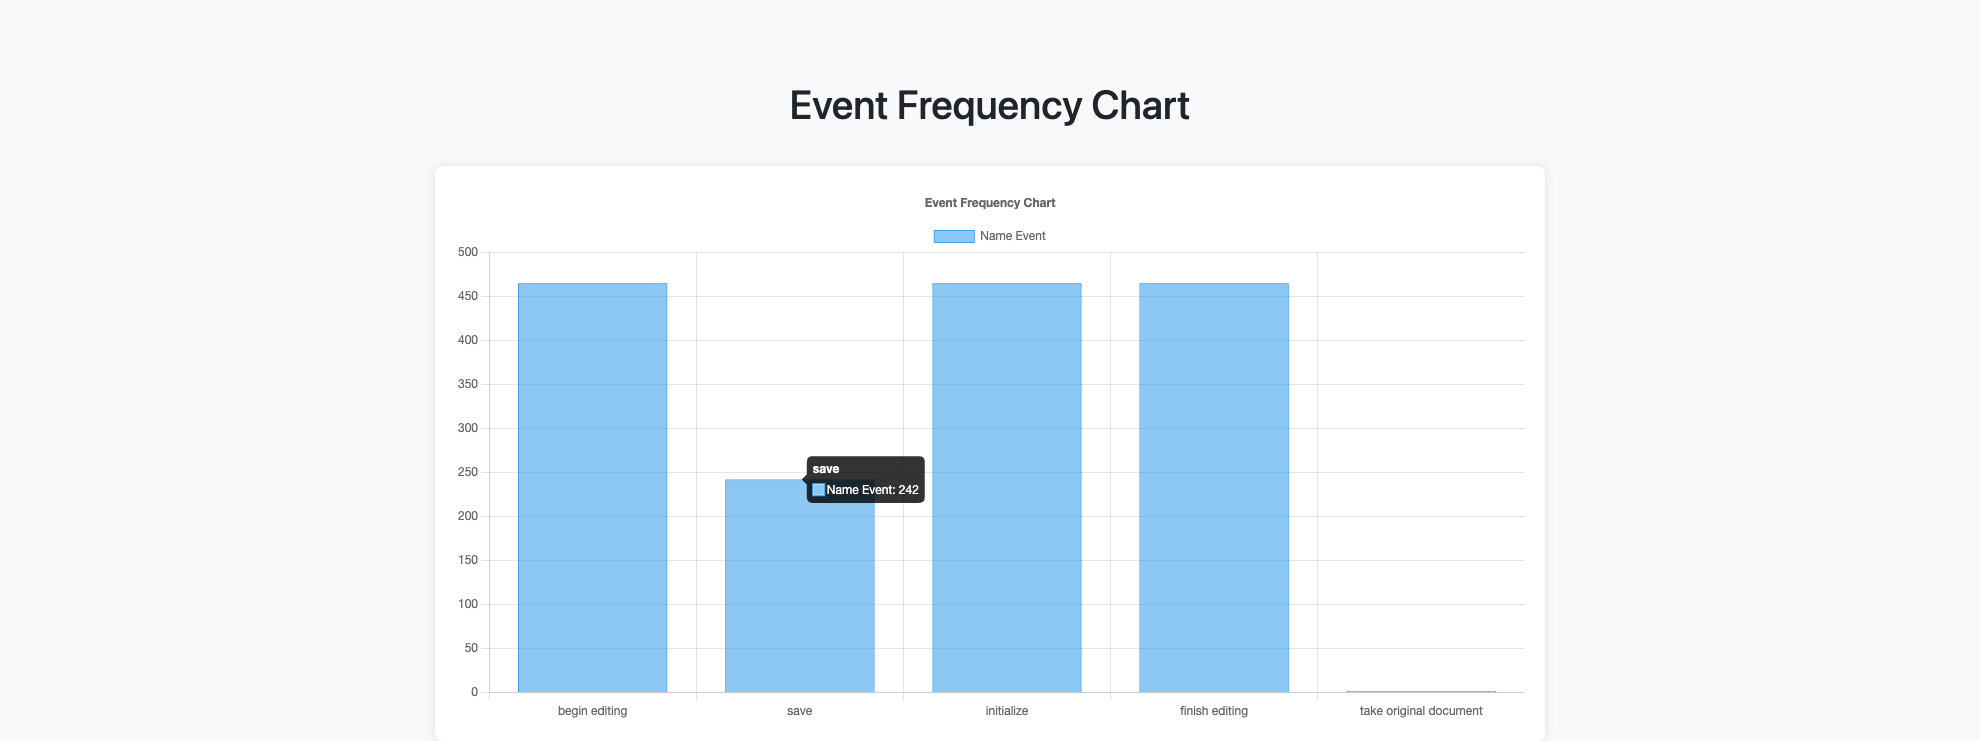 Event Frequency Chart
Event Frequency Chart
Name Event
500
450
400
350
300
250
200
150
100
50
0
save
Name Event: 242
begin editing
save
initialize
finish editing
take original document